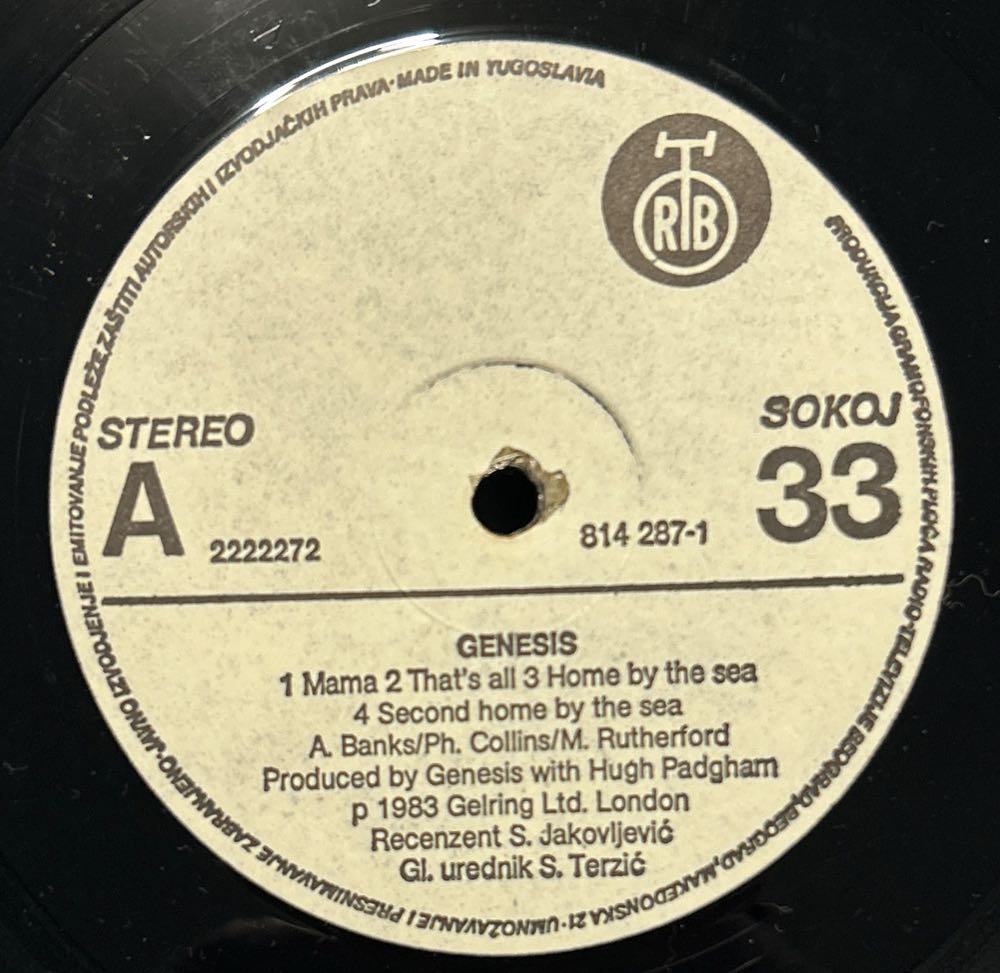 PRODUKCIJA GRAMOFONSKIH PLOČA RADIO-TELEVIZIJE BEOGRAD, BEOGRAD, MAKEDONSKA 21 · UMNOŽAVANJE I PRESNIMAVANJE ZABRANJENO · JAVNO IZVODJENJE I EMITOVANJE PODLEŽE ZAŠTITI AUTORSKIH I IZVODJAČKIH PRAVA · MADE IN YUGOSLAVIA
RTB
STEREO
SOKOJ
A
33
2222272
814 287-1
GENESIS
1 Mama 2 That's all 3 Home by the sea
4 Second home by the sea
A. Banks/Ph. Collins/M. Rutherford
Produced by Genesis with Hugh Padgham
p 1983 Gelring Ltd. London
Recenzent S. Jakovljević
Gl. urednik S. Terzić